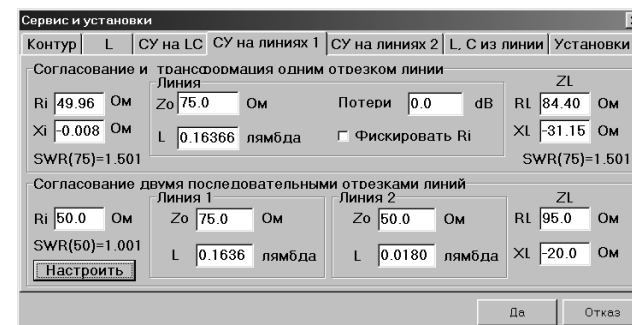 Сервис и установки
Контур L СУ на LC СУ на линиях 1 СУ на линиях 2 L, C из линии Установки
Согласование и трансформация одним отрезком линии
Линия ZL
Ri 49.96 Ом Zo 75.0 Ом Потери 0.0 dB RL 84.40 Ом
Xi -0.008 Ом L 0.16366 лямбда Фискировать Ri XL -31.15 Ом
SWR(75)=1.501 SWR(75)=1.501
Согласование двумя последовательными отрезками линий
Линия 1 Линия 2 ZL
Ri 50.0 Ом Zo 75.0 Ом Zo 50.0 Ом RL 95.0 Ом
SWR(50)=1.001 L 0.1636 лямбда L 0.0180 лямбда XL -20.0 Ом
Настроить
Да Отказ